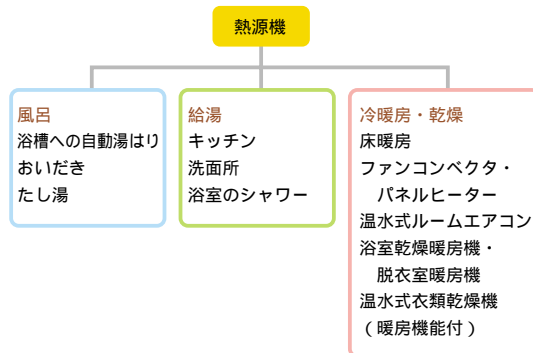 熱源機
風呂
浴槽への自動湯はり
おいだき
たし湯
給湯
キッチン
洗面所
浴室のシャワー
冷暖房・乾燥
床暖房
ファンコンベクタ・
パネルヒーター
温水式ルームエアコン
浴室乾燥暖房機・
脱衣室暖房機
温水式衣類乾燥機
（暖房機能付）